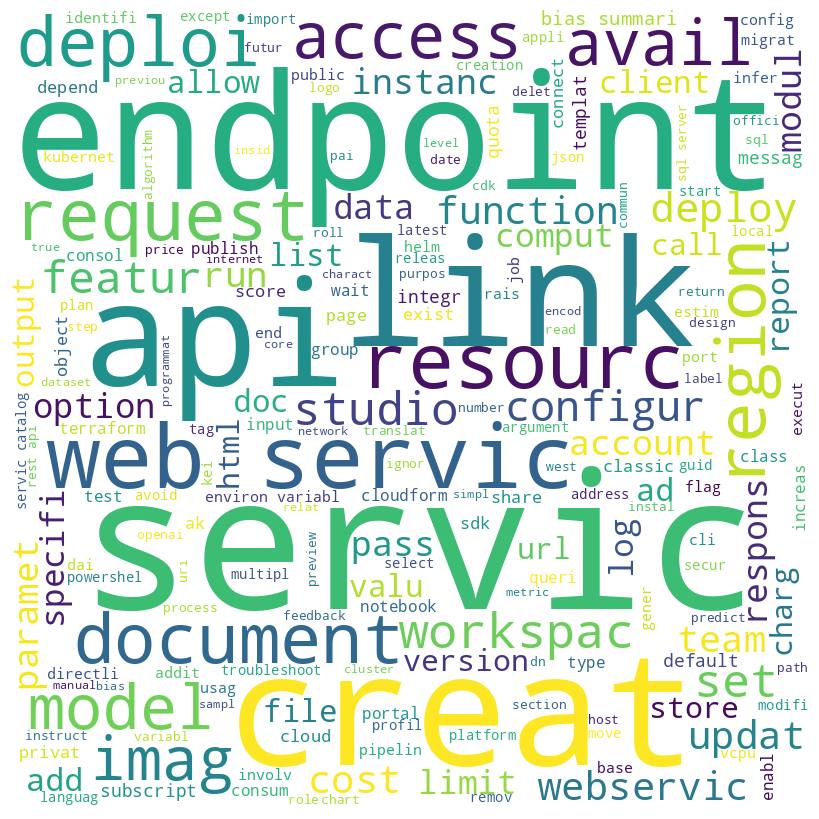 identifi
except
import
bias summari
config
deploi
futur
access
appli
avail
migrat
depend
previou
allow
public
logo
instanc
creation
delet
connect
client
templat
infer
modul
endpoint
kubernet
algorithm
insid
pai
level
date
quota
json
sql
offici
sql server
messag
request
data
cdk
function
commun
start
deploy
true
consol
price
publish
internet
roll
latest
helm
releas
comput
call
local
featur
run
list
score
charact
wait
purpos
integr
job
rais
encod
return
estim
report
region
plan
step
object
programmat
end
core
group
page
exist
read
design
output
api
link
port
label
dataset
option
html
doc
studio
resourc
number
configur
execut
servic catalog
rest api
terraform
tag
input
network
translat
argument
account
web servic
kei
ignor
west
classic
guid
class
test
avoid
environ variabl
cloudform
simpl
share
address
ad
flag
instal
increas
specifi
openai
ak
relat
sdk
log
cli
respons
paramet
dai
powershel
uri
multipl
preview
pass
select
url
secur
servic
process
valu
notebook
metric
queri
gener
predict
charg
document
feedback
workspac
team
directli
manual
bias
addit
troubleshoot
cluster
version
dn
type
default
path
model
usag
sampl
file
portal
profil
creat
section
host
move
set
store
modifi
instruct
variabl
cloud
pipelin
platform
updat
privat
imag
involv
base
vcpu
enabl
add
languag
subscript
consum
role
chart
cost
limit
remov
webservic